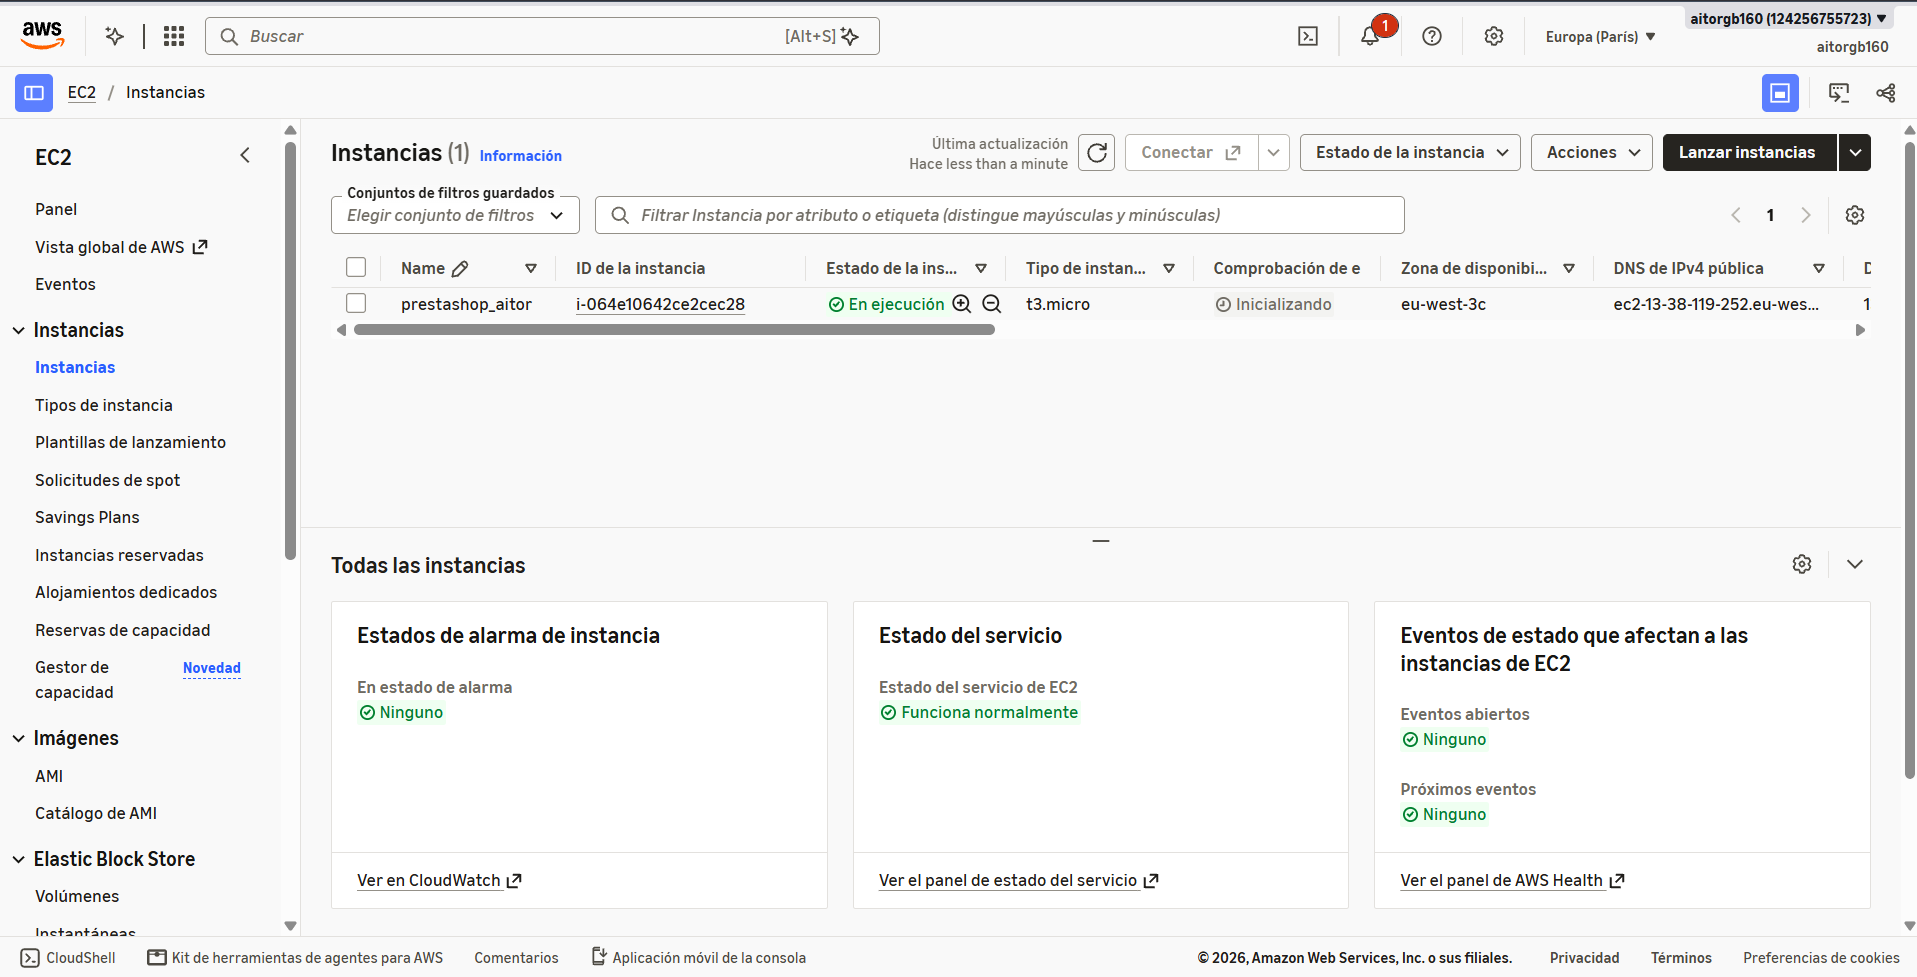 aws
Buscar
[Alt+S]
1
Europa (París)
aitorgb160 (124256755723)
aitorgb160
EC2 / Instancias
EC2
Panel
Vista global de AWS
Eventos
Instancias
Instancias
Tipos de instancia
Plantillas de lanzamiento
Solicitudes de spot
Savings Plans
Instancias reservadas
Alojamientos dedicados
Reservas de capacidad
Gestor de capacidad
Novedad
Imágenes
AMI
Catálogo de AMI
Elastic Block Store
Volúmenes
Instantáneas
Instancias (1) Información
Última actualización
Hace less than a minute
Conectar
Estado de la instancia
Acciones
Lanzar instancias
Conjuntos de filtros guardados
Elegir conjunto de filtros
Filtrar Instancia por atributo o etiqueta (distingue mayúsculas y minúsculas)
1
Name
ID de la instancia
Estado de la ins...
Tipo de instan...
Comprobación de e
Zona de disponibi...
DNS de IPv4 pública
prestashop_aitor
i-064e10642ce2cec28
En ejecución
t3.micro
Inicializando
eu-west-3c
ec2-13-38-119-252.eu-wes...
1
Todas las instancias
Estados de alarma de instancia
En estado de alarma
Ninguno
Ver en CloudWatch
Estado del servicio
Estado del servicio de EC2
Funciona normalmente
Ver el panel de estado del servicio
Eventos de estado que afectan a las
instancias de EC2
Eventos abiertos
Ninguno
Próximos eventos
Ninguno
Ver el panel de AWS Health
CloudShell
Kit de herramientas de agentes para AWS
Comentarios
Aplicación móvil de la consola
© 2026, Amazon Web Services, Inc. o sus filiales.
Privacidad
Términos
Preferencias de cookies